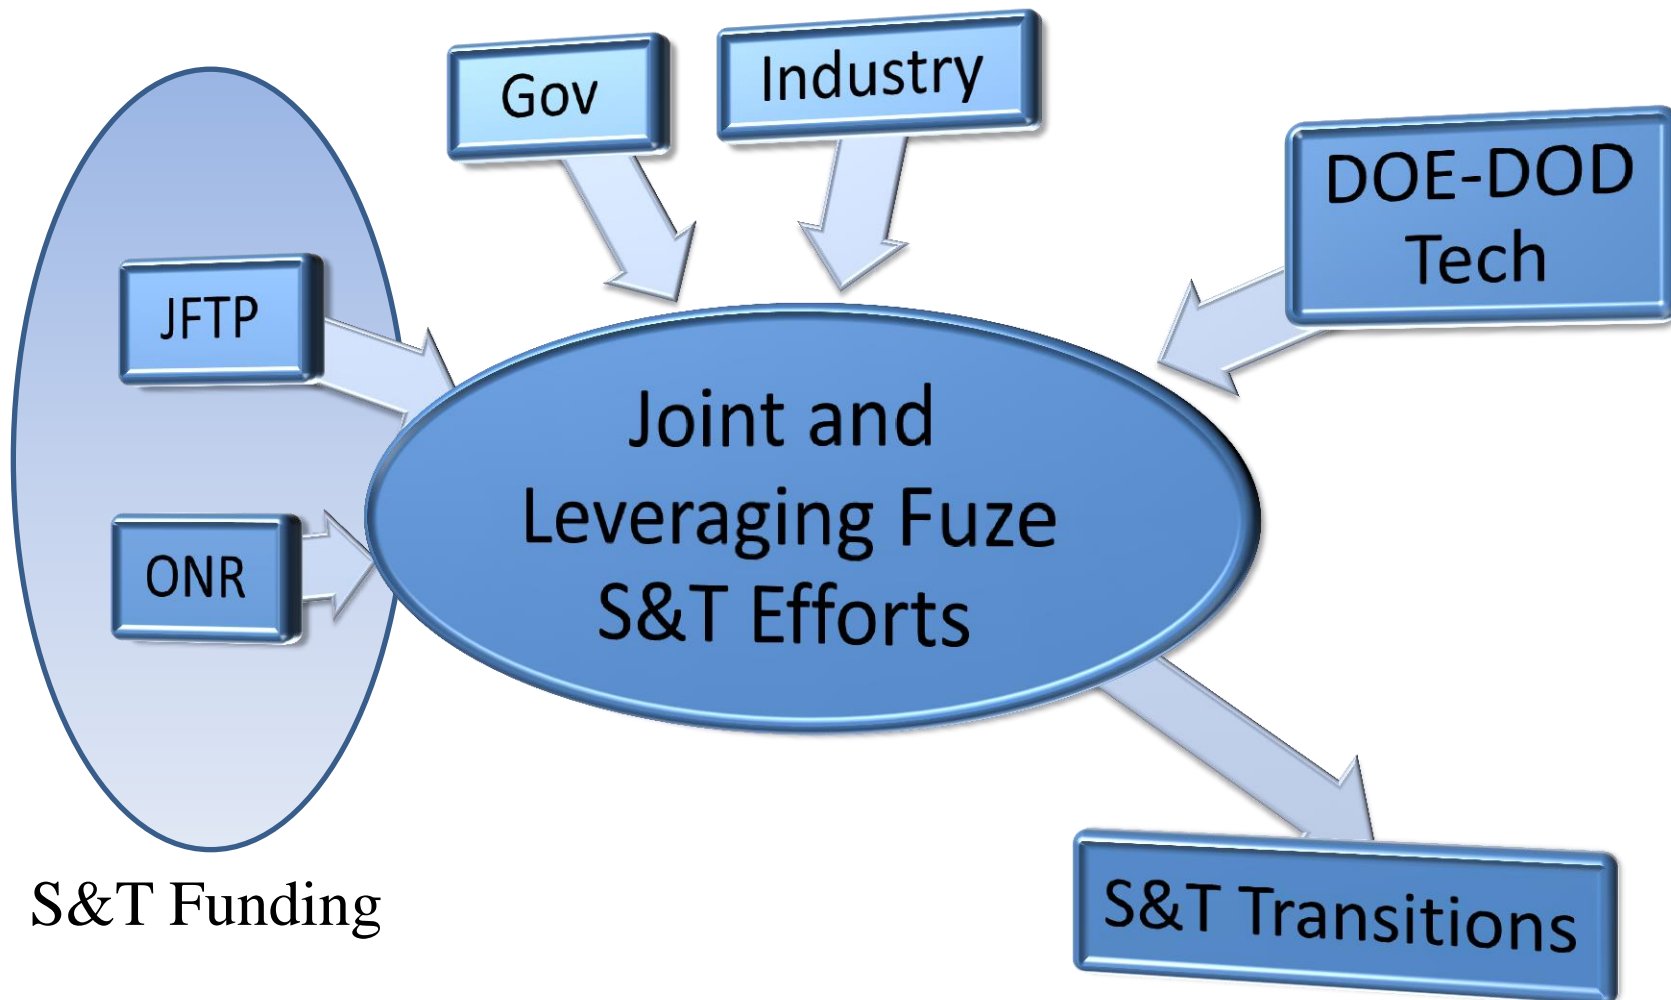 Gov
Industry
DOE-DOD
Tech
JFTP
Joint and
Leveraging Fuze
S&T Efforts
ONR
S&T Funding
S&T Transitions